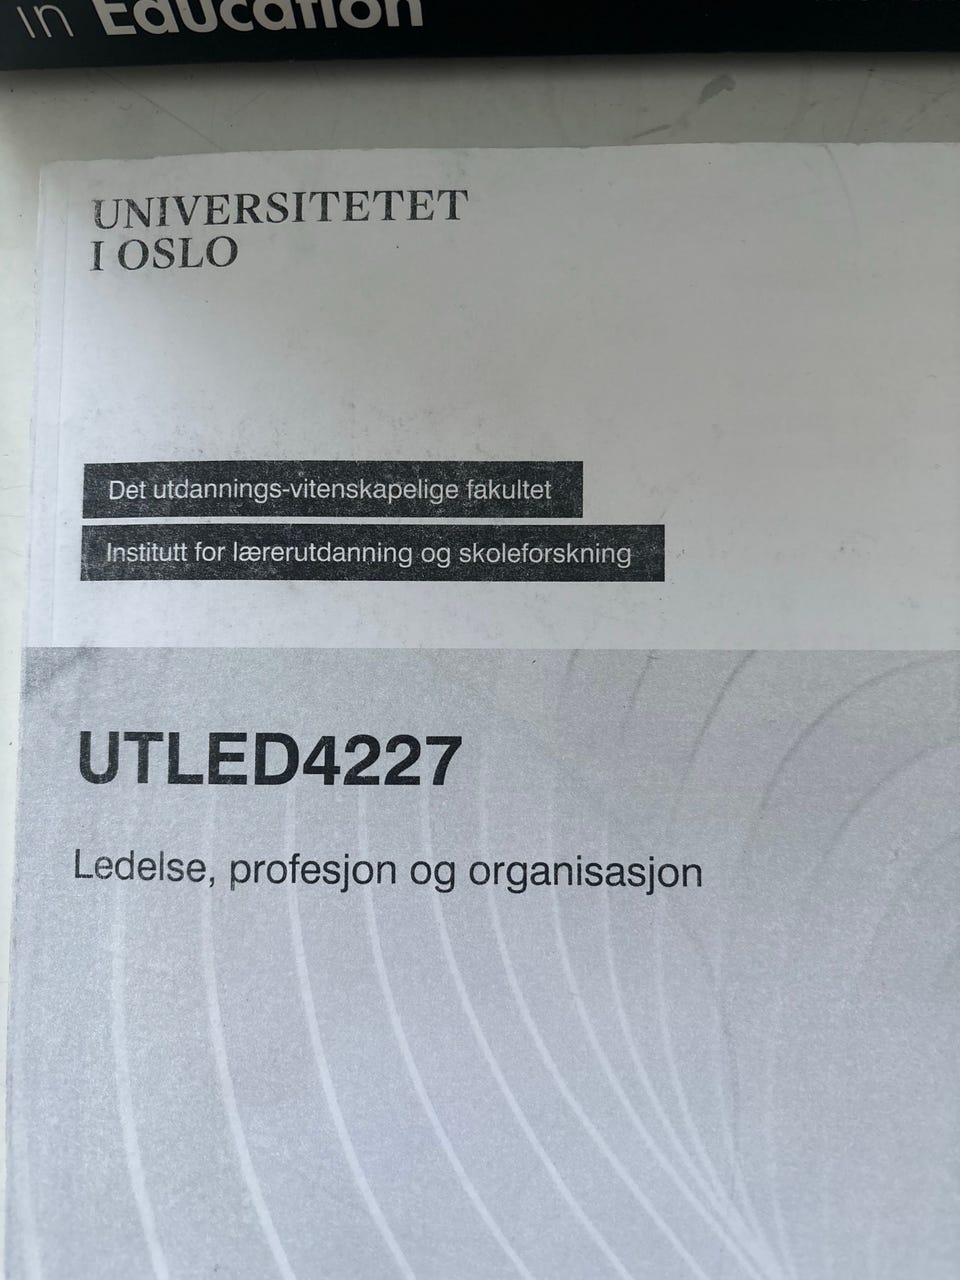 in Education
UNIVERSITETET
I OSLO
Det utdannings-vitenskapelige fakultet
Institutt for lærerutdanning og skoleforskning
UTLED4227
Ledelse, profesjon og organisasjon